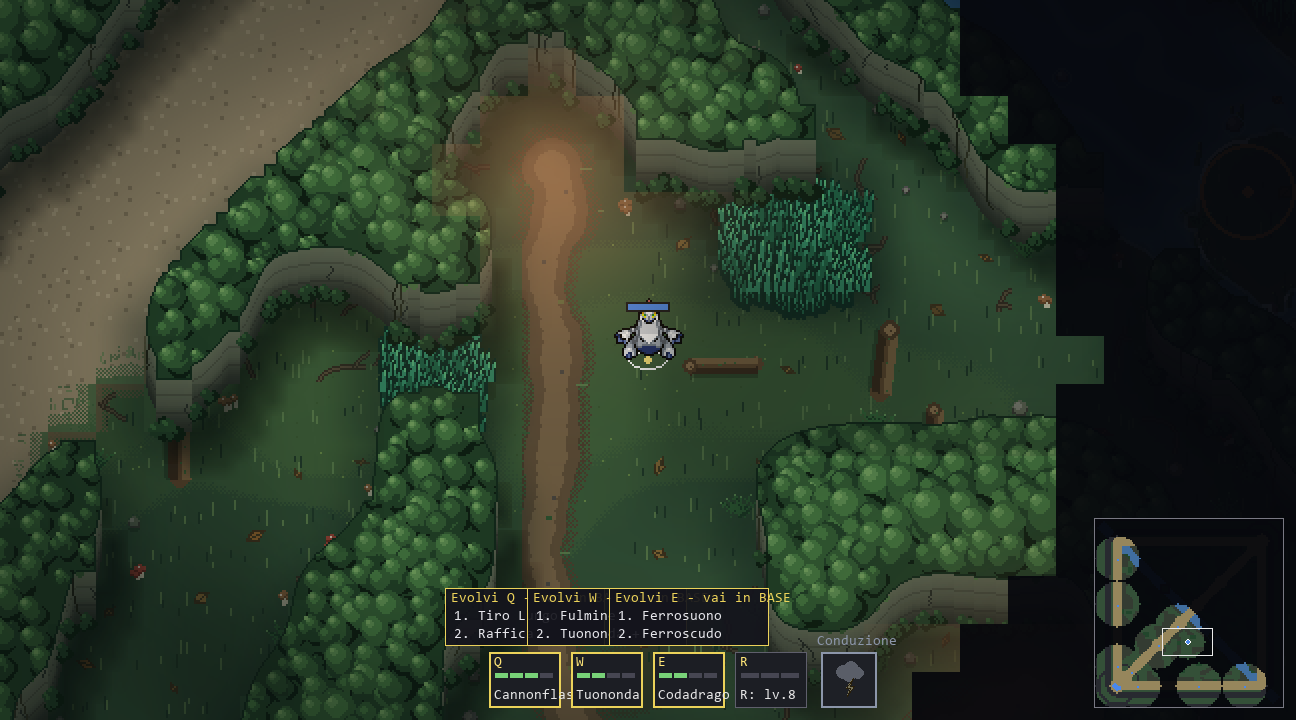 Evolvi Q - Evolvi W Evolvi E - vai in BASE
1. Tiro L 1. Fulmin 1. Ferrosuono
2. Raffic 2. Tuonon 2. Ferroscudo
Conduzione
Q W E R
Cannonflas Tuononda Codadrago R: lv.8